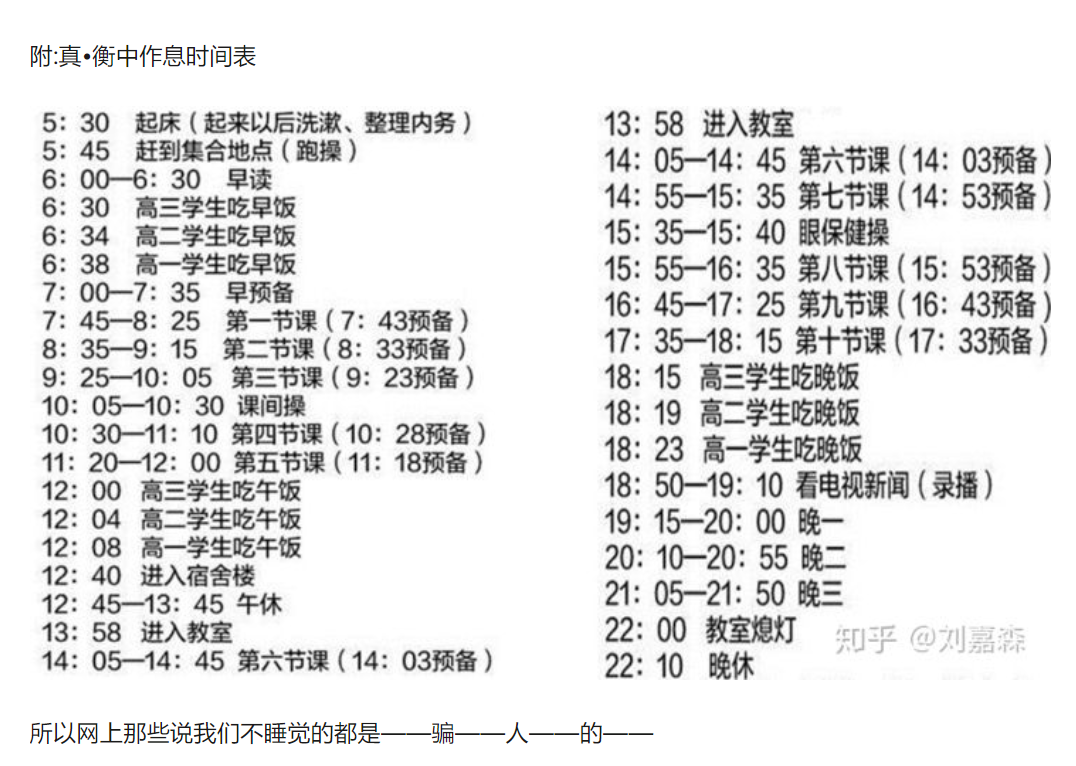 附:真•衡中作息时间表
5：30 起床（起来以后洗漱、整理内务）
5：45 赶到集合地点（跑操）
6：00—6：30 早读
6：30 高三学生吃早饭
6：34 高二学生吃早饭
6：38 高一学生吃早饭
7：00—7：35 早预备
7：45—8：25 第一节课（7：43预备）
8：35—9：15 第二节课（8：33预备）
9：25—10：05 第三节课（9：23预备）
10：05—10：30 课间操
10：30—11：10 第四节课（10：28预备）
11：20—12：00 第五节课（11：18预备）
12：00 高三学生吃午饭
12：04 高二学生吃午饭
12：08 高一学生吃午饭
12：40 进入宿舍楼
12：45—13：45 午休
13：58 进入教室
14：05—14：45 第六节课（14：03预备）
13：58 进入教室
14：05—14：45 第六节课（14：03预备）
14：55—15：35 第七节课（14：53预备）
15：35—15：40 眼保健操
15：55—16：35 第八节课（15：53预备）
16：45—17：25 第九节课（16：43预备）
17：35—18：15 第十节课（17：33预备）
18：15 高三学生吃晚饭
18：19 高二学生吃晚饭
18：23 高一学生吃晚饭
18：50—19：10 看电视新闻（录播）
19：15—20：00 晚一
20：10—20：55 晚二
21：05—21：50 晚三
22：00 教室熄灯
22：10 晚休
知乎 @刘嘉森
所以网上那些说我们不睡觉的都是——骗——人——的——